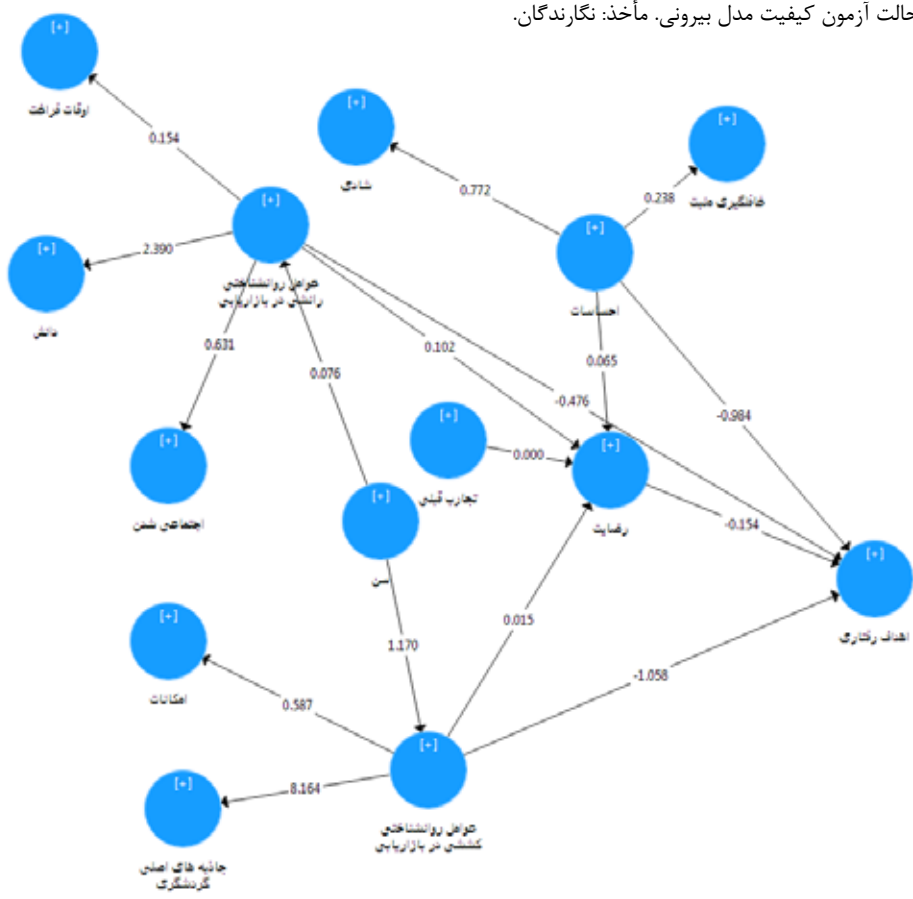 حالت آزمون کیفیت مدل بیرونی. مأخذ: نگارندگان.
[+]
اوقات فراغت
[+]
شادی
[+]
غافلگیری مثبت
0.154
0.772
0.238
[+]
عوامل روانشناختی
رانشی در بازاریابی
[+]
احساسات
[+]
دانش
2.390
0.631
0.076
0.102
0.065
-0.476
-0.984
[+]
تجارب قبلی
0.000
[+]
رضایت
[+]
اجتماعی شدن
[+]
سن
-0.154
[+]
اهداف رفتاری
[+]
امکانات
1.170
0.015
-1.058
0.587
[+]
عوامل روانشناختی
کششی در بازاریابی
8.164
[+]
جاذبه های اصلی
گردشگری